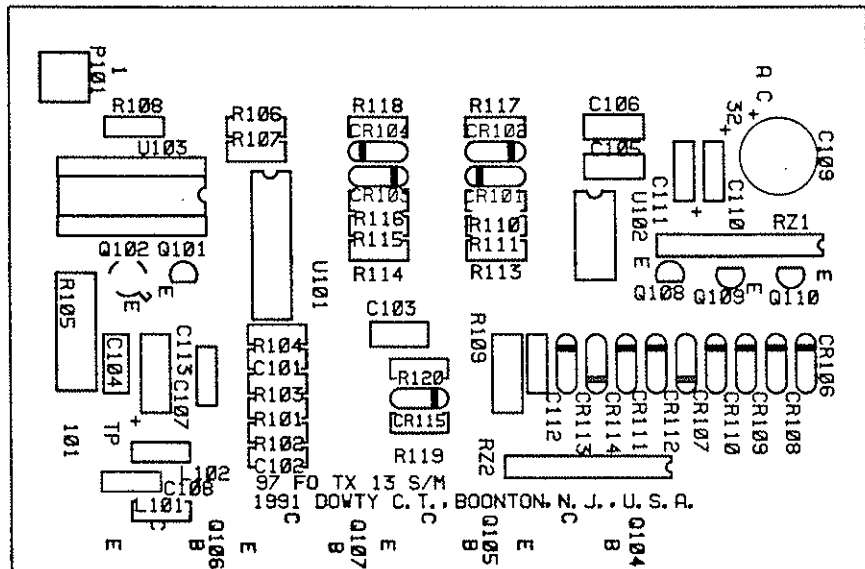 P101
1
R108
U103
R106
R107
R118
CR104
CR103
R116
R115
R114
R117
CR102
CR101
R110
R111
R113
C106
C105
U102
A C
32
+
+
C109
C111
C110
+
RZ1
Q102
Q101
E
E
U101
E
Q108
Q109
E
Q110
E
R105
C104
C113
C107
+
101
TP
R104
C101
R103
R101
R102
C102
C103
R120
CR115
R119
R109
C112
CR113
CR114
CR111
CR112
CR107
CR110
CR109
CR108
CR106
RZ2
L102
C108
L101
97 FO TX 13 S/M
1991 DOWTY C.T., BOONTON, N.J., U.S.A.
E
C
B
Q106
E
C
B
Q107
E
C
B
Q105
E
C
B
Q104